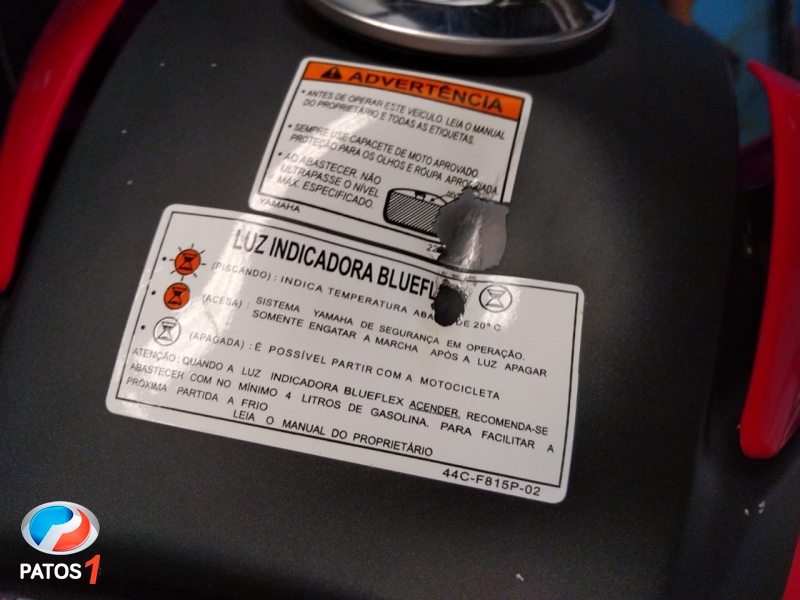 ADVERTÊNCIA
• ANTES DE OPERAR ESTE VEÍCULO. LEIA O MANUAL
DO PROPRIETÁRIO E TODAS AS ETIQUETAS.
• SEMPRE USE CAPACETE DE MOTO APROVADO.
PROTEÇÃO PARA OS OLHOS E ROUPA
• AO ABASTECER, NÃO
ULTRAPASSE O NÍVEL
MÁX. ESPECIFICADO.
YAMAHA
LUZ INDICADORA
• (PISCANDO) : INDICA TEMPERATURA DE 20°C
• (ACESA) : SISTEMA YAMAHA DE SEGURANÇA EM OPERAÇÃO.
SOMENTE ENGATAR A MARCHA APÓS A LUZ APAGAR
• (APAGADA) : É POSSÍVEL PARTIR COM A MOTOCICLETA
ATENÇÃO : QUANDO A LUZ INDICADORA BLUEFLEX ACENDER, RECOMENDA-SE
ABASTECER COM NO MÍNIMO 4 LITROS DE GASOLINA. PARA FACILITAR A
PRÓXIMA PARTIDA A FRIO
LEIA O MANUAL DO PROPRIETÁRIO
44C-F815P-02
PATOS 1